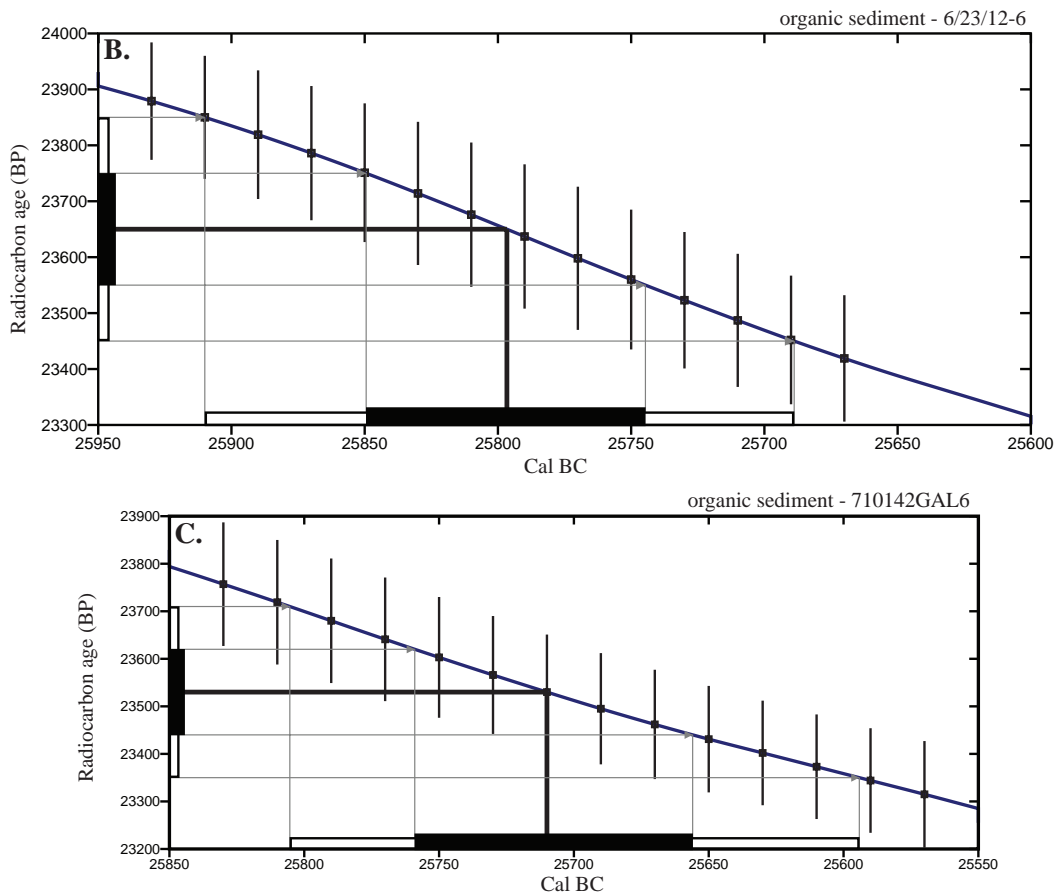 organic sediment - 6/23/12-6
B.
24000
23900
23800
23700
23600
23500
23400
23300
Radiocarbon age (BP)
25950 25900 25850 25800 25750 25700 25650 25600
Cal BC
organic sediment - 710142GAL6
C.
23900
23800
23700
23600
23500
23400
23300
23200
Radiocarbon age (BP)
25850 25800 25750 25700 25650 25600 25550
Cal BC